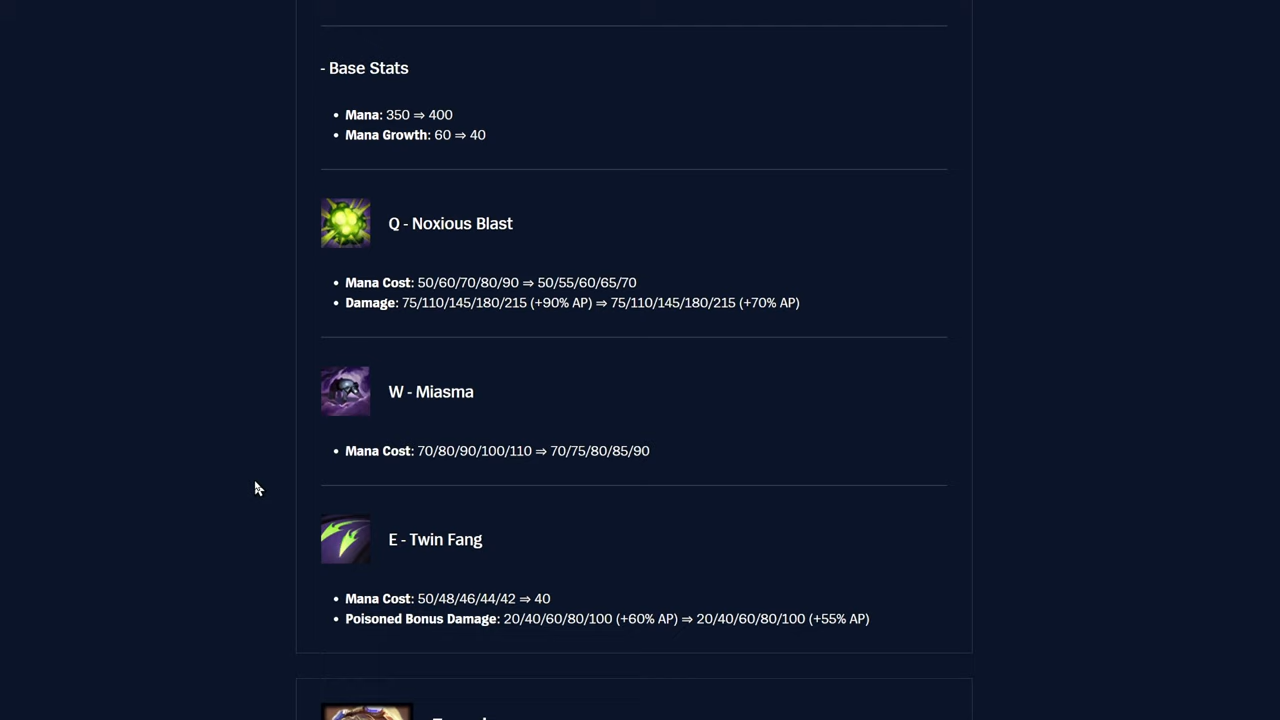 - Base Stats
• Mana: 350 ⇒ 400
• Mana Growth: 60 ⇒ 40
Q - Noxious Blast
• Mana Cost: 50/60/70/80/90 ⇒ 50/55/60/65/70
• Damage: 75/110/145/180/215 (+90% AP) ⇒ 75/110/145/180/215 (+70% AP)
W - Miasma
• Mana Cost: 70/80/90/100/110 ⇒ 70/75/80/85/90
E - Twin Fang
• Mana Cost: 50/48/46/44/42 ⇒ 40
• Poisoned Bonus Damage: 20/40/60/80/100 (+60% AP) ⇒ 20/40/60/80/100 (+55% AP)